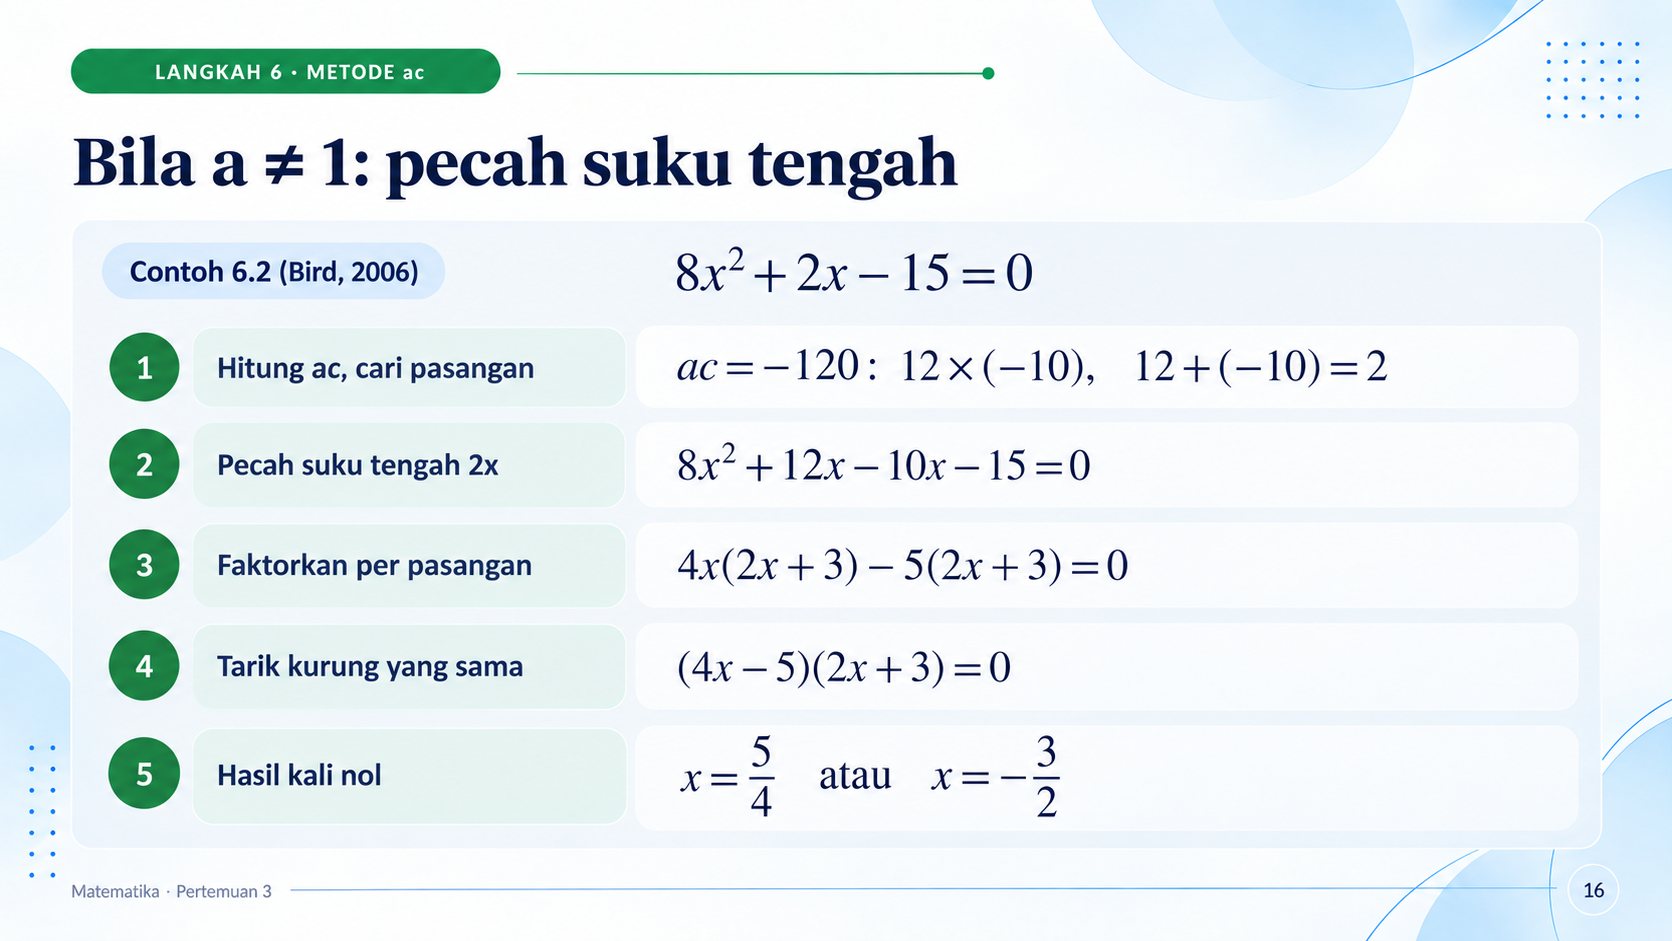 LANGKAH 6 · METODE ac
Bila a ≠ 1: pecah suku tengah
Contoh 6.2 (Bird, 2006)
8x² + 2x − 15 = 0
1
Hitung ac, cari pasangan
ac = −120 : 12 × (−10), 12 + (−10) = 2
2
Pecah suku tengah 2x
8x² + 12x − 10x − 15 = 0
3
Faktorkan per pasangan
4x(2x + 3) − 5(2x + 3) = 0
4
Tarik kurung yang sama
(4x − 5)(2x + 3) = 0
5
Hasil kali nol
x = 5/4 atau x = −3/2
Matematika · Pertemuan 3
16